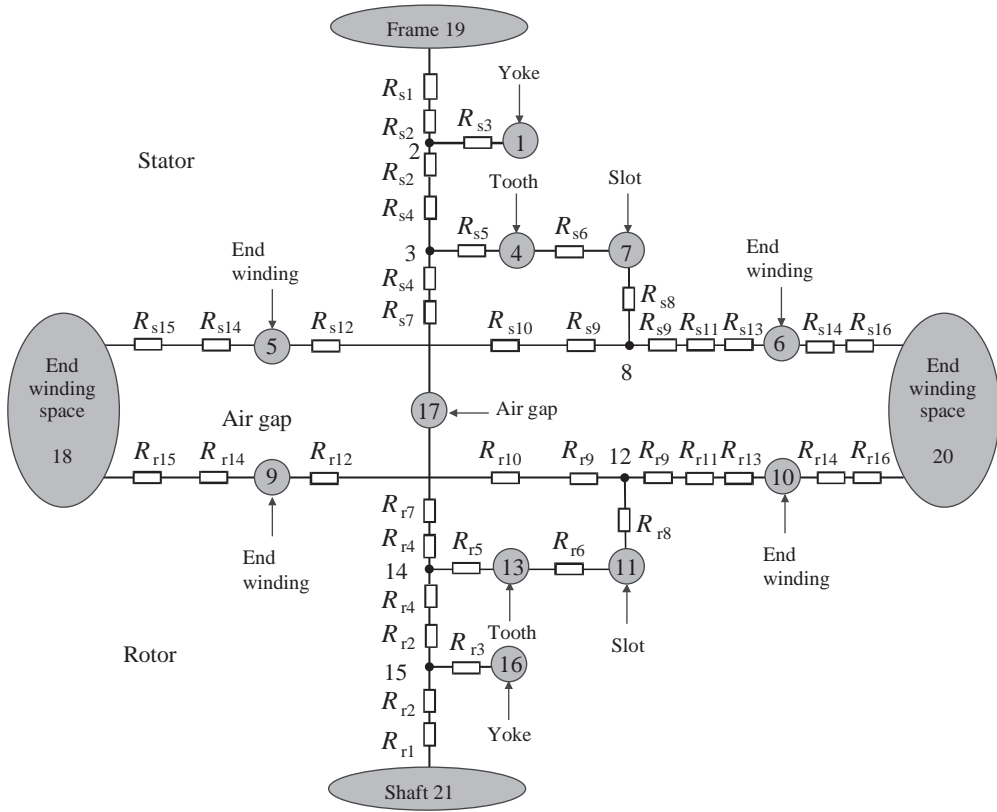 Frame 19
Yoke
R s1
R s3
R s2
1
2
Stator
R s2
Tooth
Slot
R s4
R s5
R s6
3
4
7
End
winding
R s4
End
winding
R s8
R s7
R s15
R s14
R s12
R s10
R s9
R s9
R s11
R s13
R s14
R s16
5
6
8
End
winding
space
18
End
winding
space
20
17
Air gap
Air gap
R r15
R r14
R r12
R r10
R r9
12
R r9
R r11
R r13
R r14
R r16
9
10
R r7
R r8
R r4
R r5
R r6
End
winding
14
13
11
End
winding
R r4
Tooth
Slot
R r2
R r3
Rotor
15
16
R r2
Yoke
R r1
Shaft 21